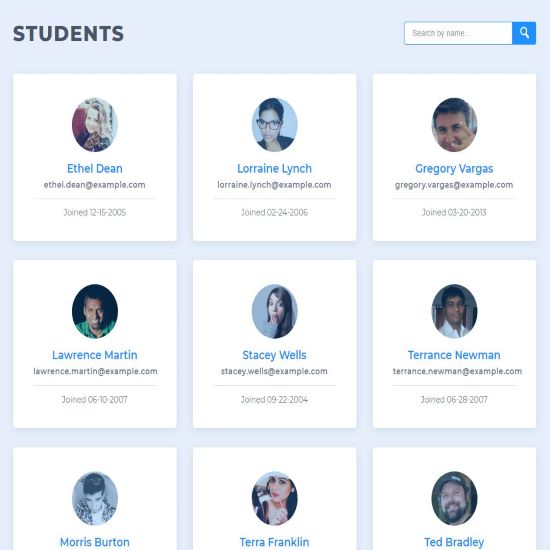 STUDENTS
Search by name...
Ethel Dean
ethel.dean@example.com
Joined 12-15-2005
Lorraine Lynch
lorraine.lynch@example.com
Joined 02-24-2006
Gregory Vargas
gregory.vargas@example.com
Joined 03-20-2013
Lawrence Martin
lawrence.martin@example.com
Joined 06-10-2007
Stacey Wells
stacey.wells@example.com
Joined 09-22-2004
Terrance Newman
terrance.newman@example.com
Joined 06-28-2007
Morris Burton
Terra Franklin
Ted Bradley